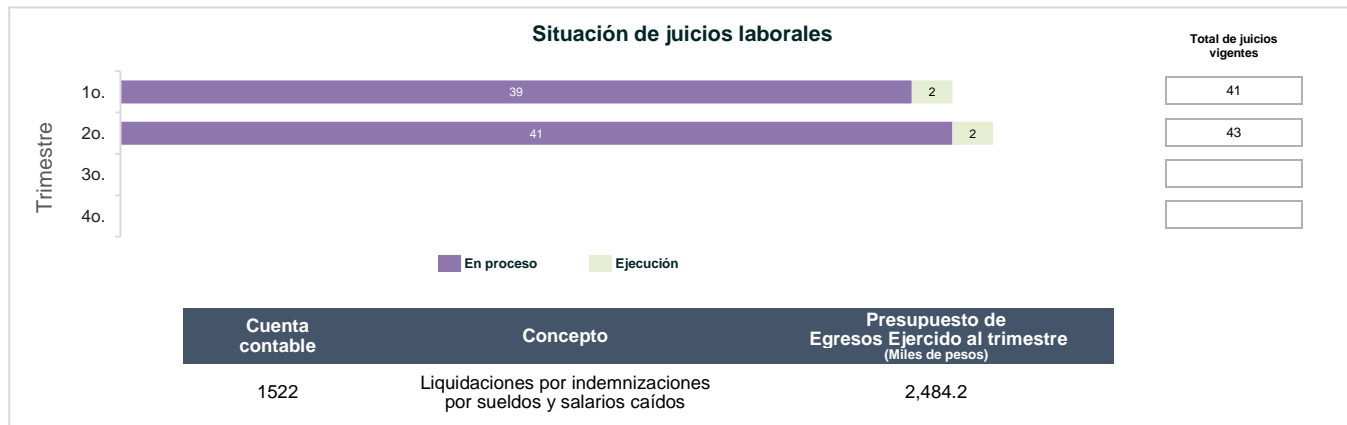 Situación de juicios laborales
Total de juicios
vigentes
Trimestre
1o.
39
2
41
2o.
41
2
43
3o.
4o.
En proceso
Ejecución
Cuenta
contable
Concepto
Presupuesto de
Egresos Ejercido al trimestre
(Miles de pesos)
1522
Liquidaciones por indemnizaciones
por sueldos y salarios caídos
2,484.2